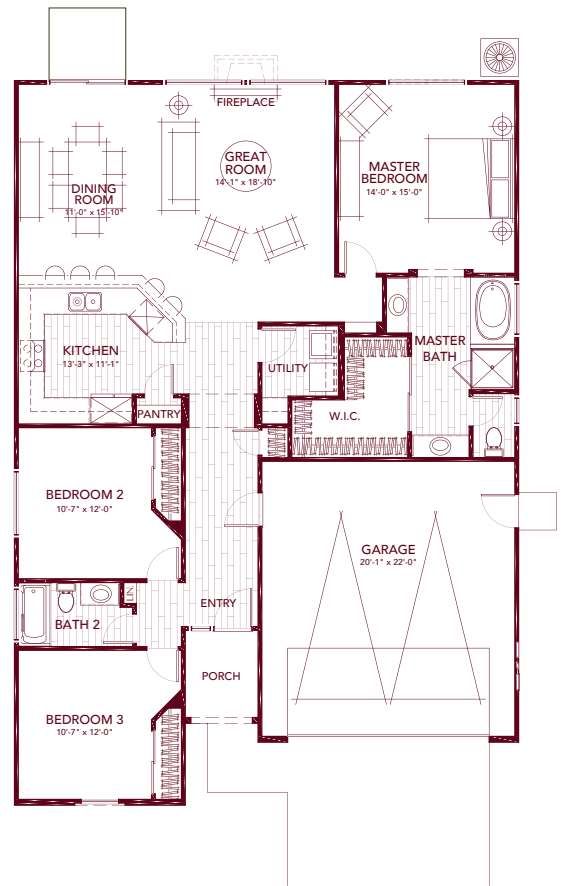 FIREPLACE
GREAT
ROOM
14'-1" x 18'-10"
MASTER
BEDROOM
14'-0" x 15'-0"
DINING
ROOM
11'-0" x 15'-10"
KITCHEN
13'-3" x 11'-1"
UTILITY
MASTER
BATH
PANTRY
W.I.C.
BEDROOM 2
10'-7" x 12'-0"
GARAGE
20'-1" x 22'-0"
LIN.
ENTRY
BATH 2
PORCH
BEDROOM 3
10'-7" x 12'-0"